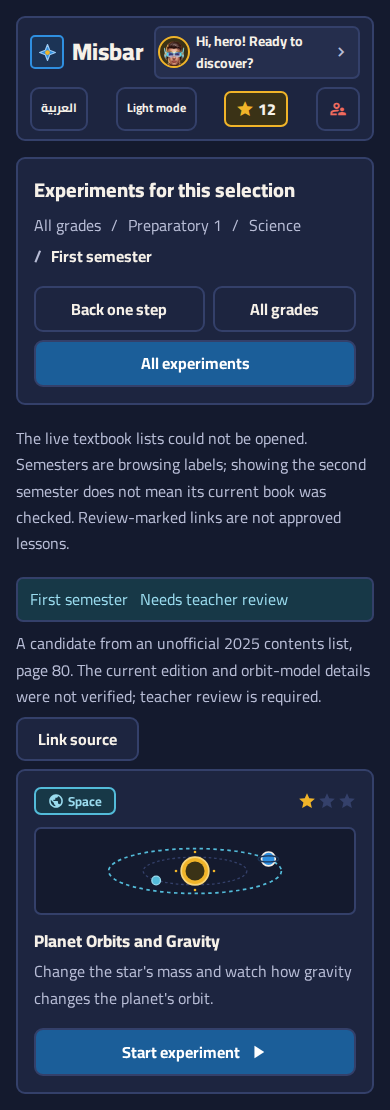 Misbar
Hi, hero! Ready to
discover?
العربية
Light mode
12
Experiments for this selection
All grades / Preparatory 1 / Science
/ First semester
Back one step
All grades
All experiments
The live textbook lists could not be opened.
Semesters are browsing labels; showing the second
semester does not mean its current book was
checked. Review-marked links are not approved
lessons.
First semester Needs teacher review
A candidate from an unofficial 2025 contents list,
page 80. The current edition and orbit-model details
were not verified; teacher review is required.
Link source
Space
Planet Orbits and Gravity
Change the star's mass and watch how gravity
changes the planet's orbit.
Start experiment